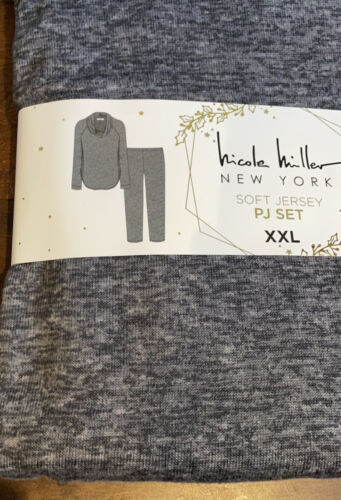 nicole miller
NEW YORK
SOFT JERSEY
PJ SET
XXL